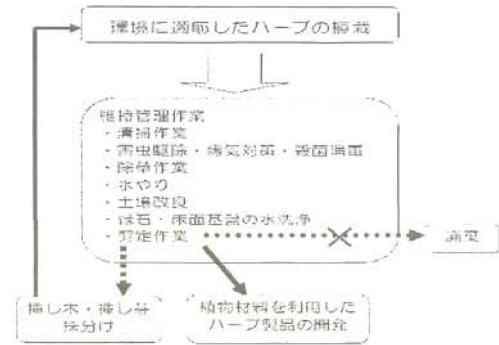 環境に適応したハーブの植栽
維持管理作業
・清掃作業
・害虫駆除・病気対策・殺菌消毒
・除草作業
・水やり
・土壌改良
・縁石・床面基盤の水洗浄
・剪定作業
廃棄
挿し木・挿し芽
株分け
植物材料を利用した
ハーブ製品の開発